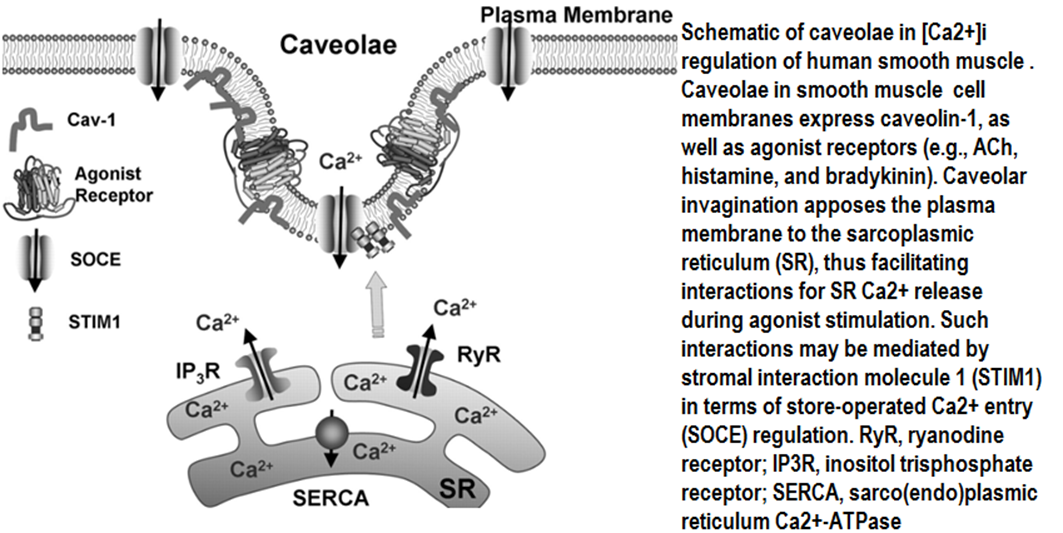 Plasma Membrane
Caveolae
Cav-1
Agonist
Receptor
SOCE
STIM1
Ca2+
Ca2+
Ca2+
IP3R
RyR
Ca2+
Ca2+
Ca2+
Ca2+
Ca2+
SERCA
SR
Schematic of caveolae in [Ca2+]i
regulation of human smooth muscle .
Caveolae in smooth muscle cell
membranes express caveolin-1, as
well as agonist receptors (e.g., ACh,
histamine, and bradykinin). Caveolar
invagination apposes the plasma
membrane to the sarcoplasmic
reticulum (SR), thus facilitating
interactions for SR Ca2+ release
during agonist stimulation. Such
interactions may be mediated by
stromal interaction molecule 1 (STIM1)
in terms of store-operated Ca2+ entry
(SOCE) regulation. RyR, ryanodine
receptor; IP3R, inositol trisphosphate
receptor; SERCA, sarco(endo)plasmic
reticulum Ca2+-ATPase